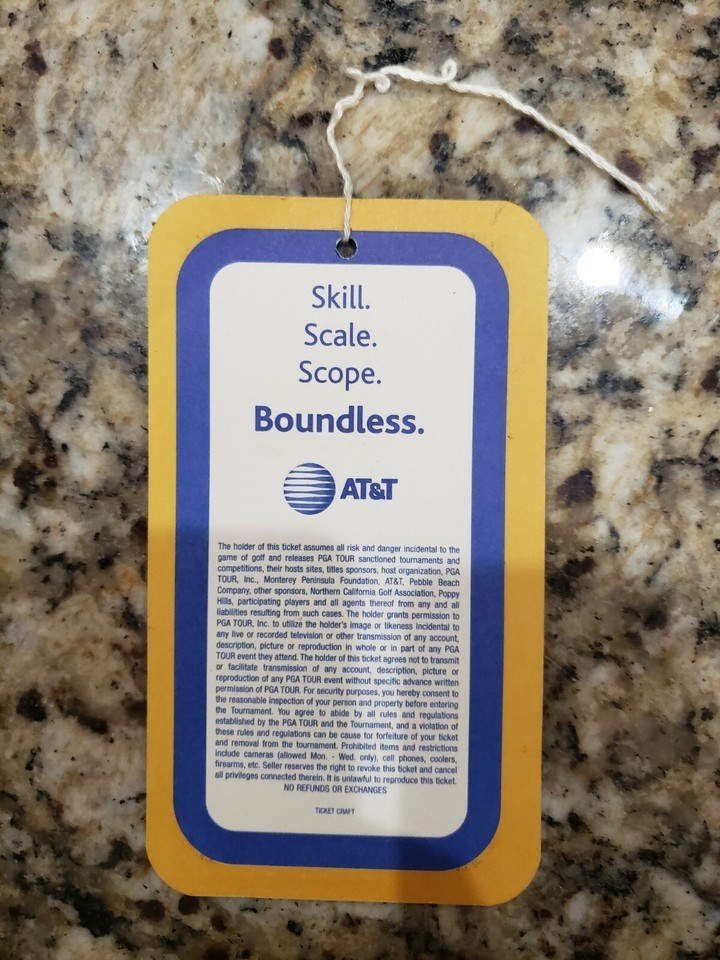 Skill.
Scale.
Scope.
Boundless.
AT&T
The holder of this ticket assumes all risk and danger incidental to the
game of golf and releases PGA TOUR sanctioned tournaments and
competitions, their hosts sites, titles sponsors, host organization, PGA
TOUR, Inc., Monterey Peninsula Foundation, AT&T, Pebble Beach
Company, other sponsors, Northern California Golf Association, Poppy
Hills, participating players and all agents thereof from any and all
liabilities resulting from such cases. The holder grants permission to
PGA TOUR, Inc. to utilize the holder's image or likeness incidental to
any live or recorded television or other transmission of any account,
description, picture or reproduction in whole or in part of any PGA
TOUR event they attend. The holder of this ticket agrees not to transmit
or facilitate transmission of any account, description, picture or
reproduction of any PGA TOUR event without specific advance written
permission of PGA TOUR. For security purposes, you hereby consent to
the reasonable inspection of your person and property before entering
the Tournament. You agree to abide by all rules and regulations
established by the PGA TOUR and the Tournament, and a violation of
these rules and regulations can be cause for forfeiture of your ticket
and removal from the tournament. Prohibited items and restrictions
include cameras (allowed Mon. - Wed. only), cell phones, coolers,
firearms, etc. Seller reserves the right to revoke this ticket and cancel
all privileges connected therein. It is unlawful to reproduce this ticket.
NO REFUNDS OR EXCHANGES
TICKET CRAFT